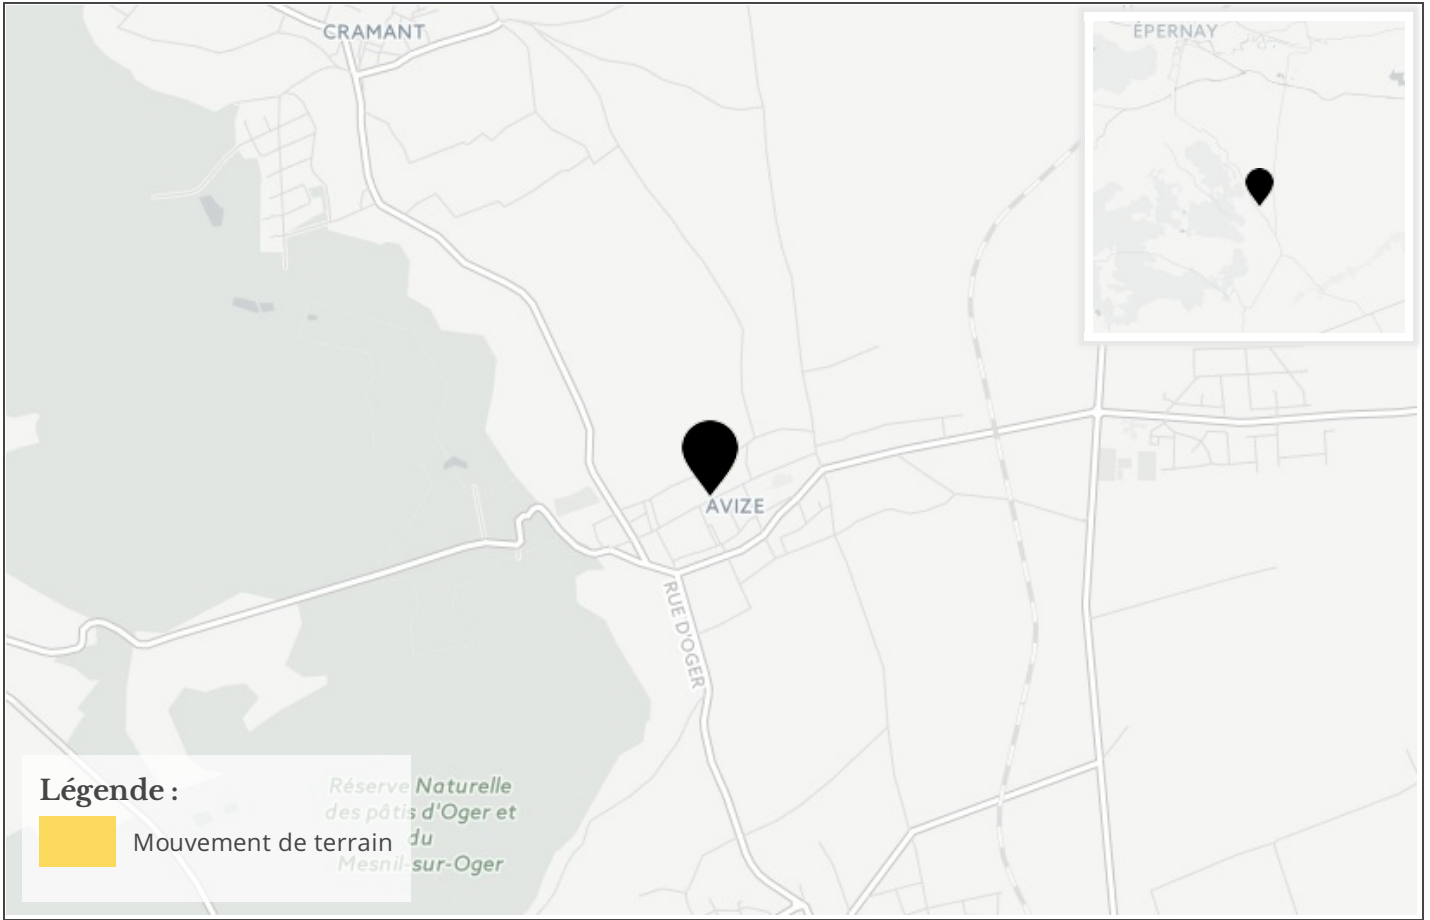 CRAMANT
ÉPERNAY
AVIZE
RUE D'OGER
Réserve Naturelle
des pâtis d'Oger et
du
Mesnil-sur-Oger
Légende :
Mouvement de terrain